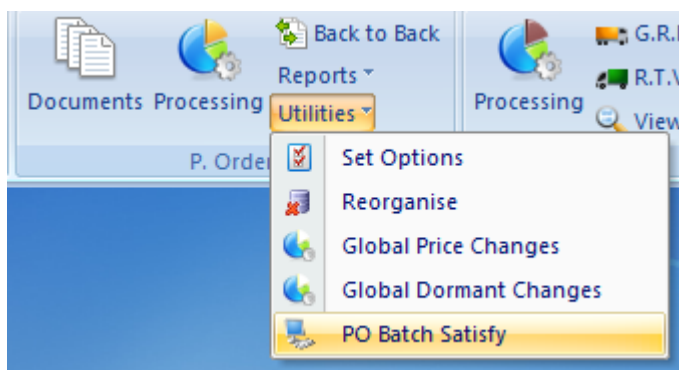 Back to Back
Reports
Documents Processing
Utilities
P. Order
Processing
G.R.
R.T.
View
Set Options
Reorganise
Global Price Changes
Global Dormant Changes
PO Batch Satisfy